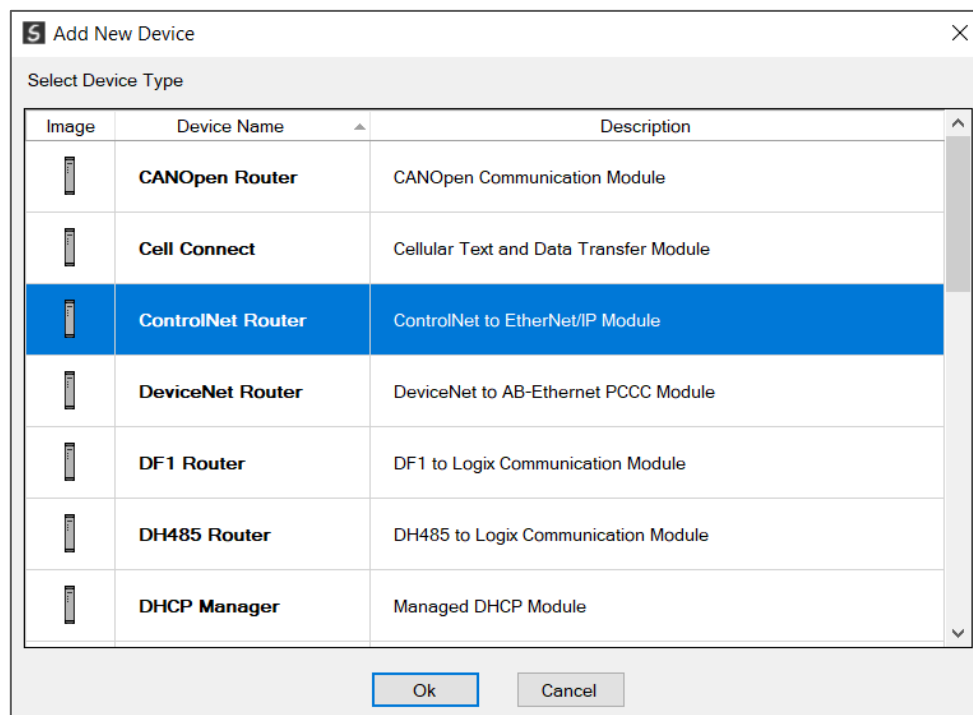 Add New Device
Select Device Type
Image Device Name Description
CANOpen Router CANOpen Communication Module
Cell Connect Cellular Text and Data Transfer Module
ControlNet Router ControlNet to EtherNet/IP Module
DeviceNet Router DeviceNet to AB-Ethernet PCCC Module
DF1 Router DF1 to Logix Communication Module
DH485 Router DH485 to Logix Communication Module
DHCP Manager Managed DHCP Module
Ok Cancel